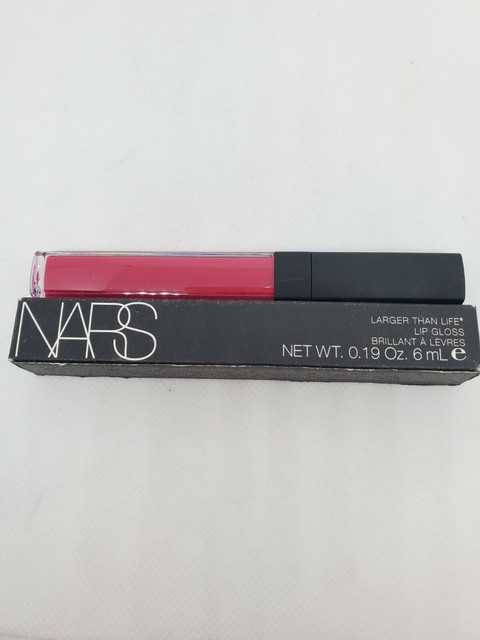 NARS
LARGER THAN LIFE®
LIP GLOSS
BRILLANT À LÈVRES
NET WT. 0.19 Oz. 6 mL ℮